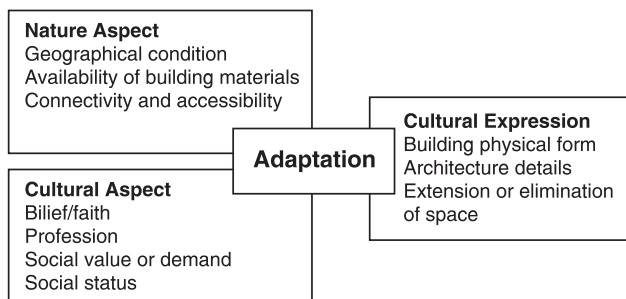 Nature Aspect
Geographical condition
Availability of building materials
Connectivity and accessibility
Cultural Aspect
Bilief/faith
Profession
Social value or demand
Social status
Adaptation
Cultural Expression
Building physical form
Architecture details
Extension or elimination
of space